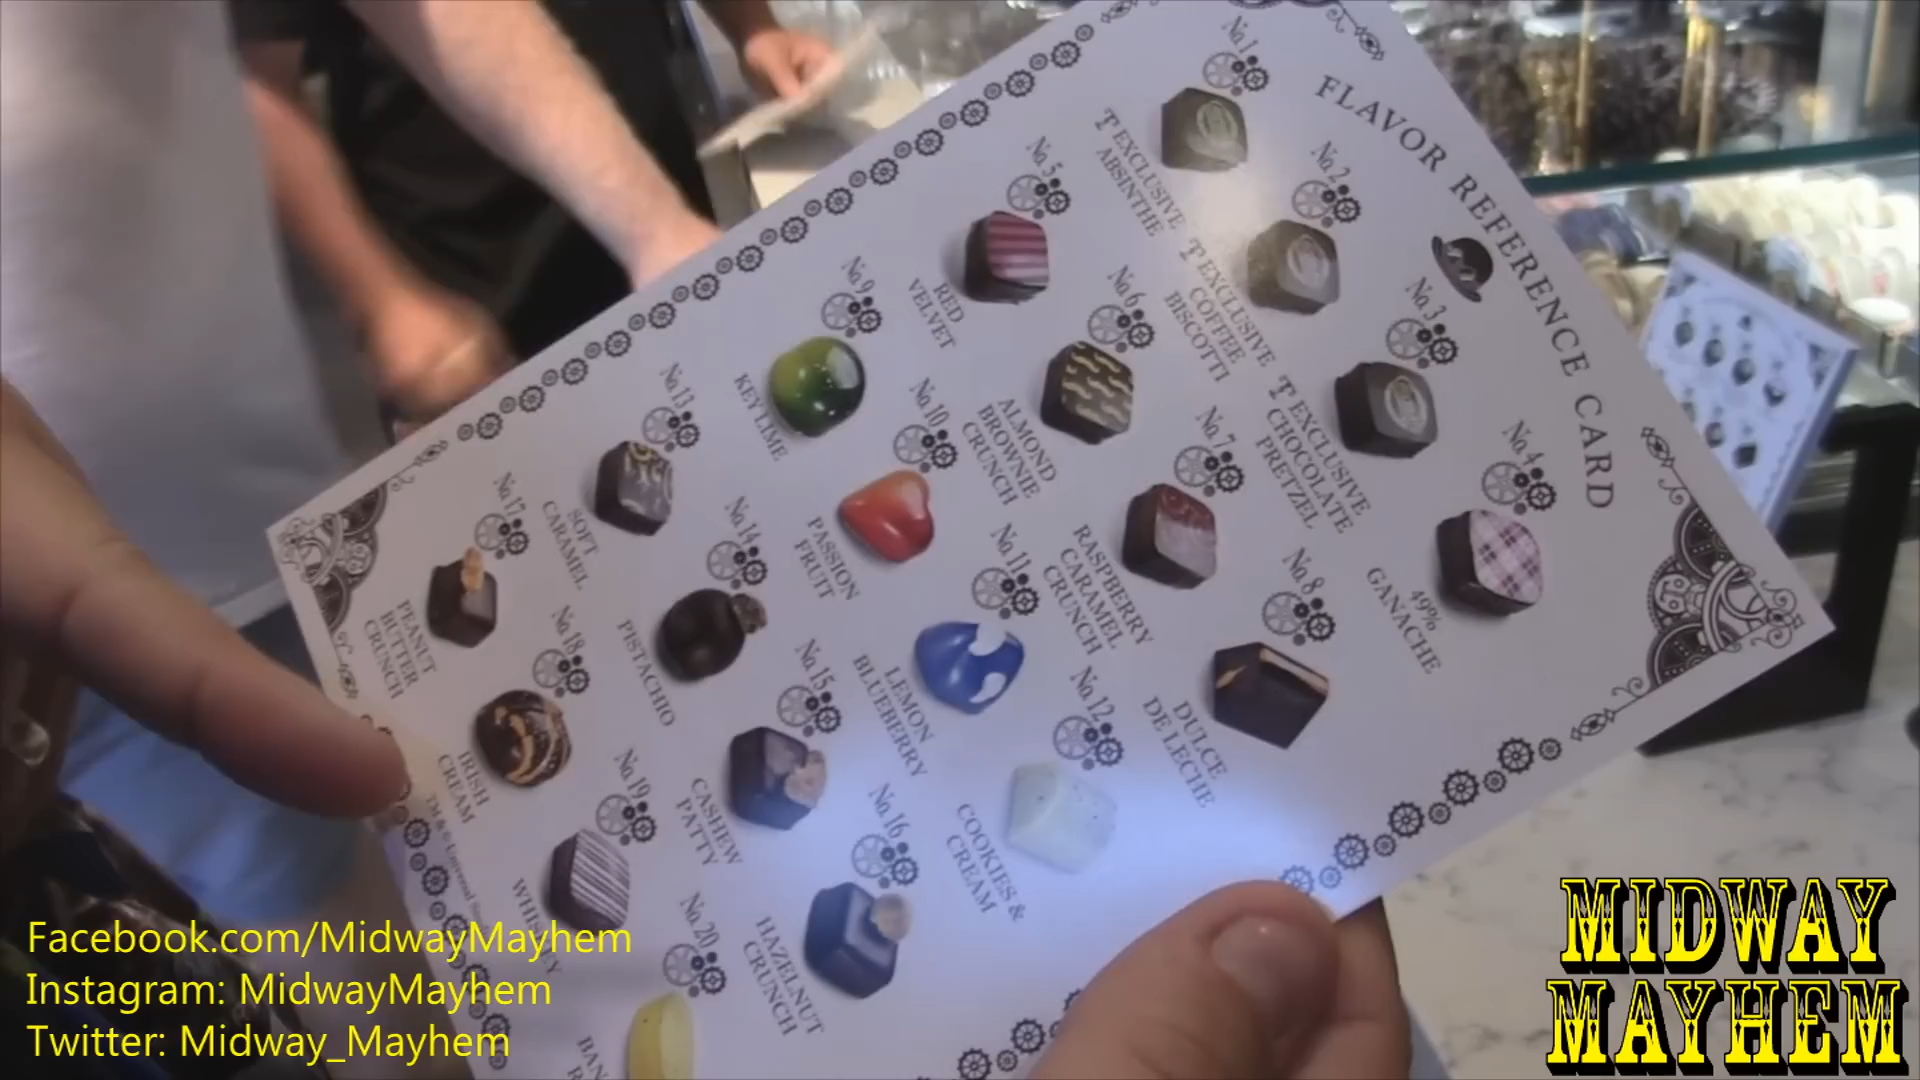 FLAVOR REFERENCE CARD
No.1
T EXCLUSIVE
ABSINTHE
No.2
T EXCLUSIVE
COFFEE
BISCOTTI
No.3
T EXCLUSIVE
CHOCOLATE
PRETZEL
No.4
49%
GANACHE
No.5
RED
VELVET
No.6
ALMOND
BROWNIE
CRUNCH
No.7
RASPBERRY
CARAMEL
CRUNCH
No.8
DULCE
DE LECHE
No.9
KEY LIME
No.10
PASSION
FRUIT
No.11
LEMON
BLUEBERRY
No.12
COOKIES &
CREAM
No.13
SOFT
CARAMEL
No.14
PISTACHIO
No.15
CASHEW
PATTY
No.16
HAZELNUT
CRUNCH
No.17
PEANUT
BUTTER
CRUNCH
No.18
IRISH
CREAM
No.19
WHISKEY
No.20
BAN
TM & © Universal
Facebook.com/MidwayMayhem
Instagram: MidwayMayhem
Twitter: Midway_Mayhem
MIDWAY
MAYHEM